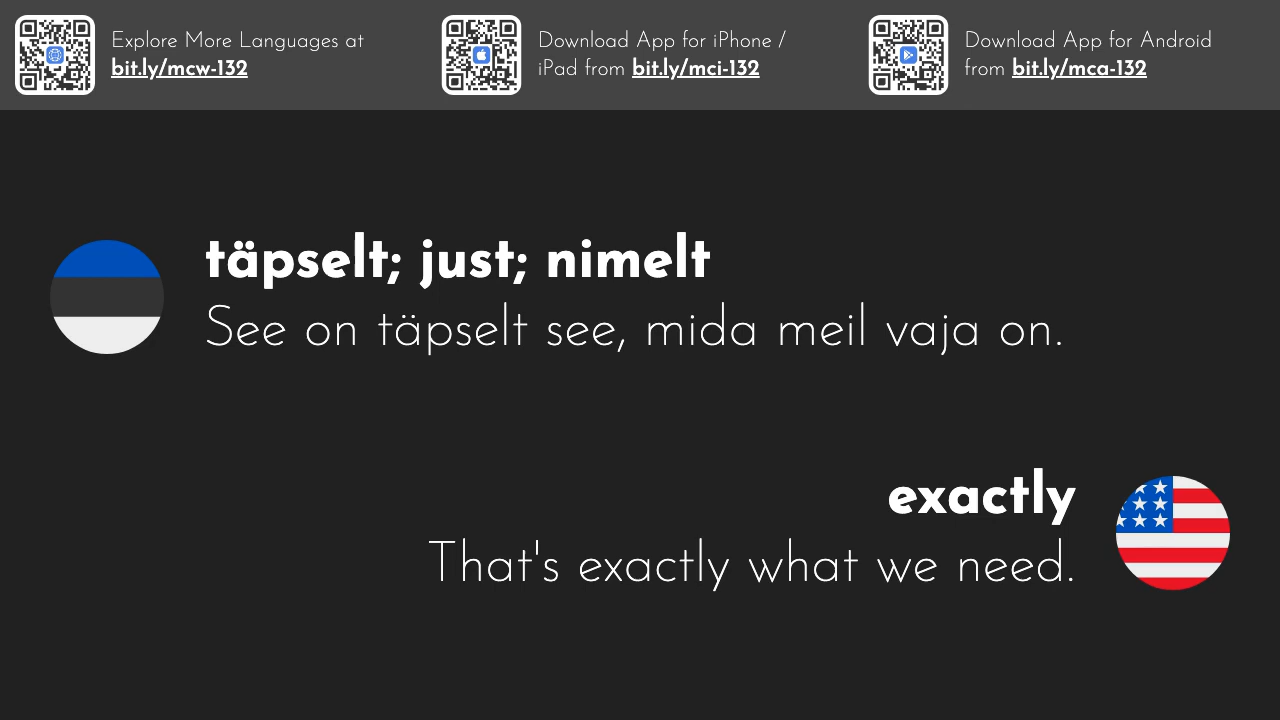 Explore More Languages at
bit.ly/mcw-132
Download App for iPhone /
iPad from bit.ly/mci-132
Download App for Android
from bit.ly/mca-132
täpselt; just; nimelt
See on täpselt see, mida meil vaja on.
exactly
That's exactly what we need.